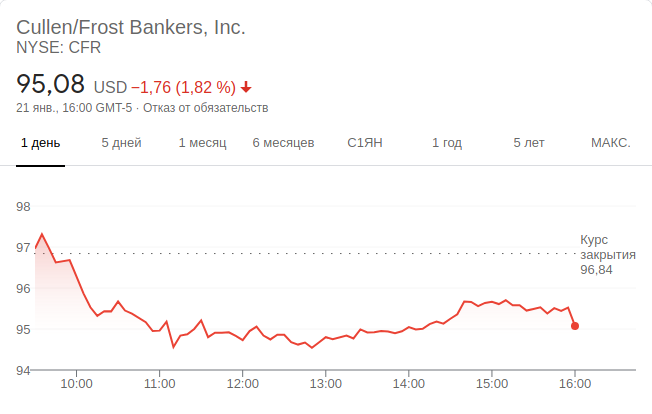 Cullen/Frost Bankers, Inc.
NYSE: CFR
95,08 USD −1,76 (1,82 %)
21 янв., 16:00 GMT-5 · Отказ от обязательств
1 день 5 дней 1 месяц 6 месяцев С1ЯН 1 год 5 лет МАКС.
98
97
96
95
94
Курс
закрытия
96,84
10:00 11:00 12:00 13:00 14:00 15:00 16:00